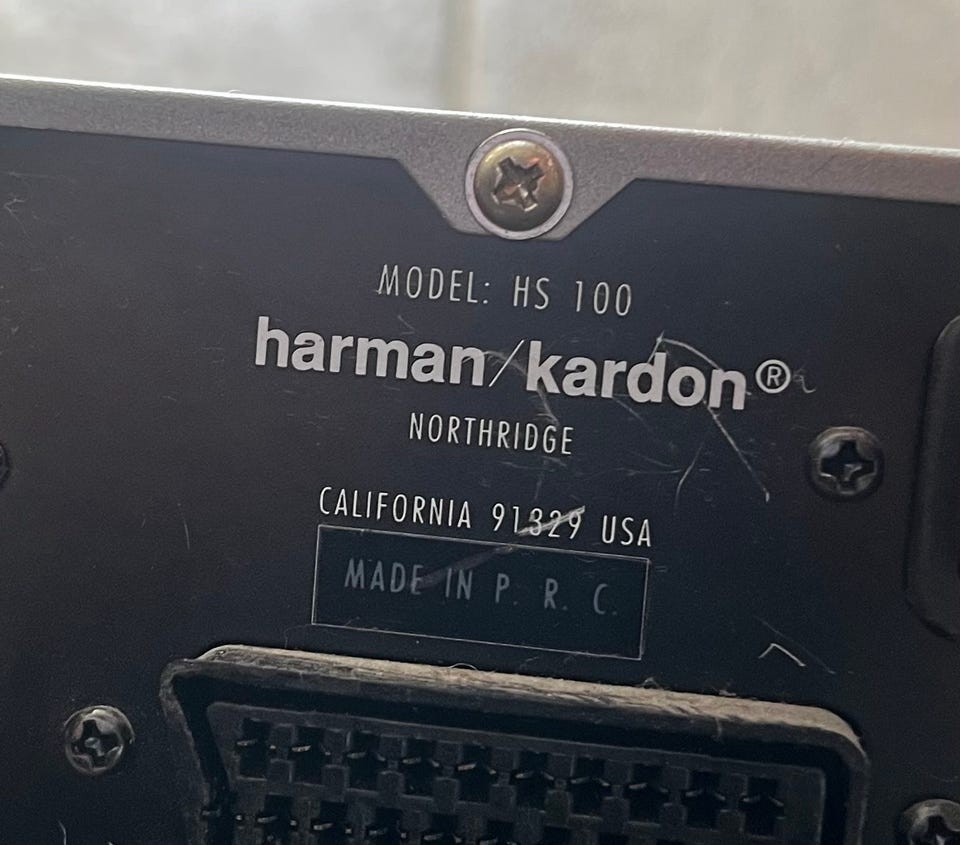 MODEL: HS 100
harman/kardon®
NORTHRIDGE
CALIFORNIA 91329 USA
MADE IN P. R. C.